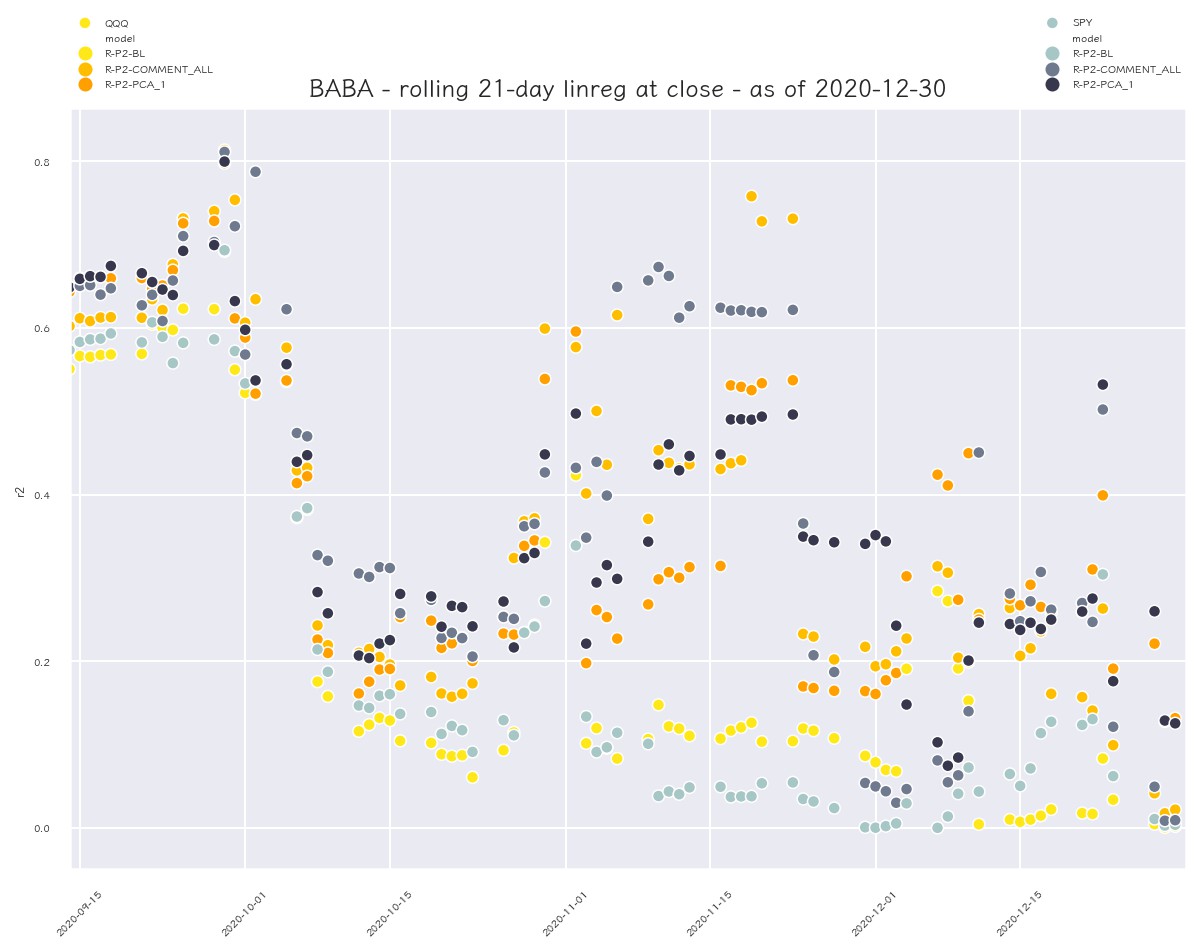 QQQ
model
R-P2-BL
R-P2-COMMENT_ALL
R-P2-PCA_1
SPY
model
R-P2-BL
R-P2-COMMENT_ALL
R-P2-PCA_1
BABA - rolling 21-day linreg at close - as of 2020-12-30
r2
0.8
0.6
0.4
0.2
0.0
2020-09-15
2020-10-01
2020-10-15
2020-11-01
2020-11-15
2020-12-01
2020-12-15